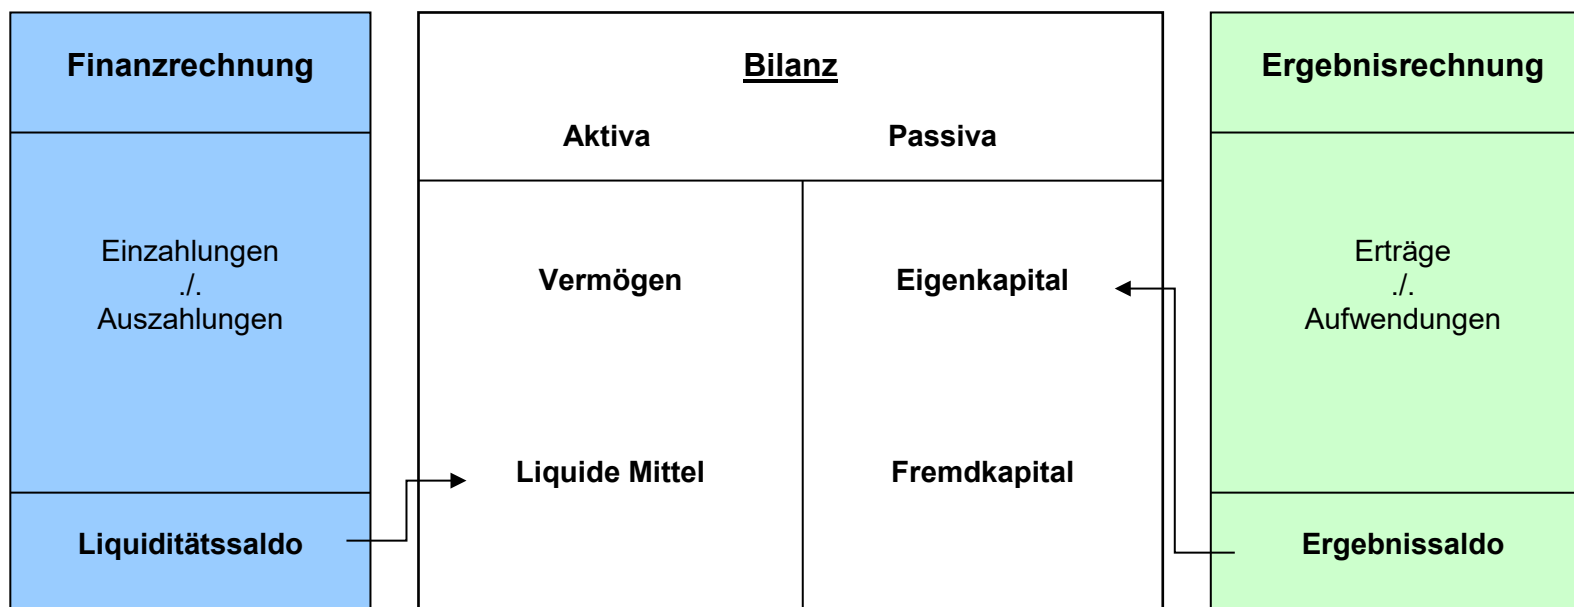 Finanzrechnung
Einzahlungen
./.
Auszahlungen
Liquiditätssaldo
Bilanz
Aktiva Passiva
Vermögen Eigenkapital
Liquide Mittel Fremdkapital
Ergebnisrechnung
Erträge
./.
Aufwendungen
Ergebnissaldo